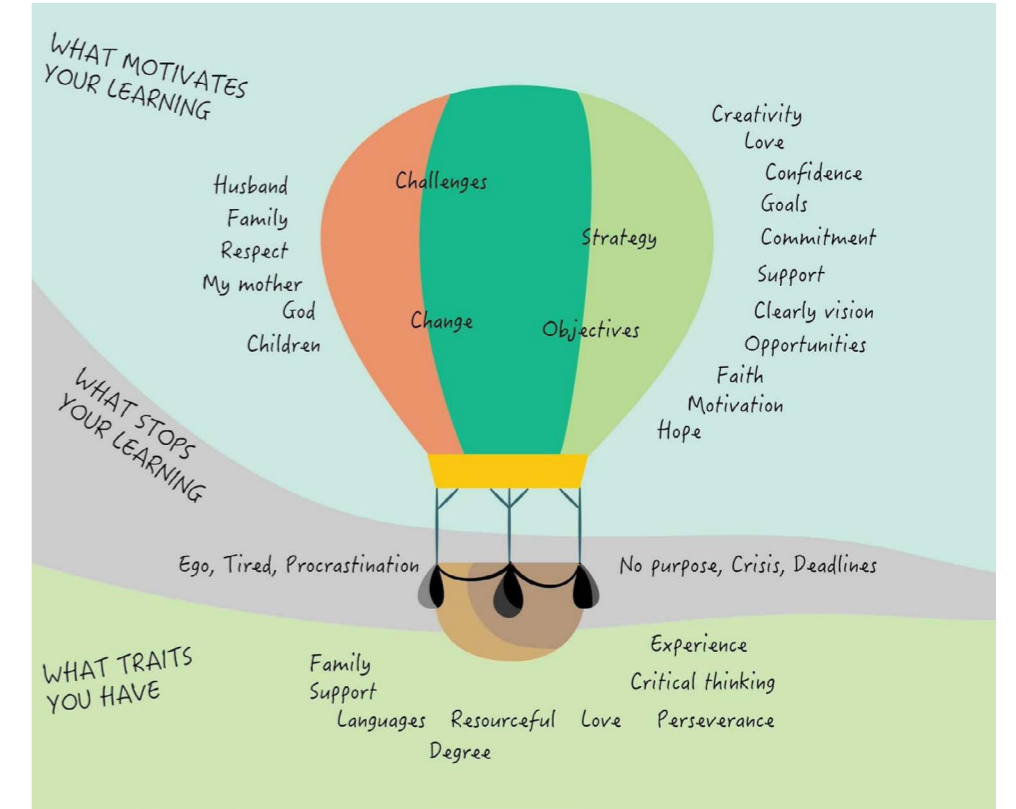 WHAT MOTIVATES
YOUR LEARNING
Husband
Family
Respect
My mother
God
Children
Challenges
Change
Strategy
Objectives
Creativity
Love
Confidence
Goals
Commitment
Support
Clearly vision
Opportunities
Faith
Motivation
Hope
WHAT STOPS
YOUR LEARNING
Ego, Tired, Procrastination
No purpose, Crisis, Deadlines
WHAT TRAITS
YOU HAVE
Family
Support
Languages
Degree
Resourceful
Love
Experience
Critical thinking
Perseverance